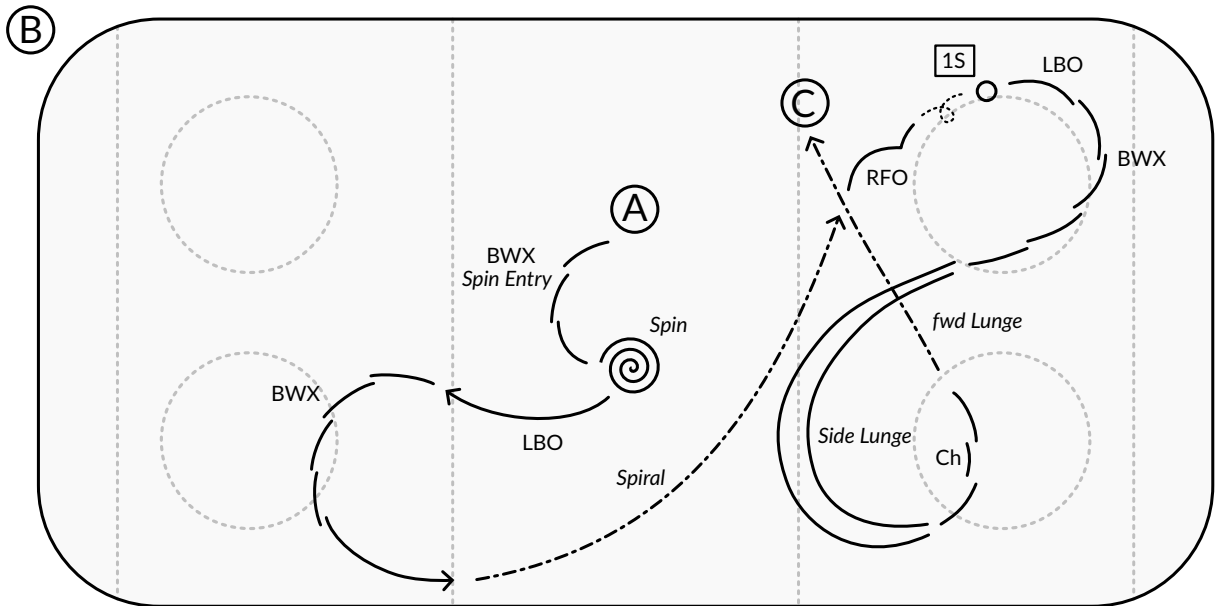 B
1S
LBO
C
BWX
RFO
A
BWX
Spin Entry
Spin
fwd Lunge
BWX
LBO
Side Lunge
Ch
Spiral